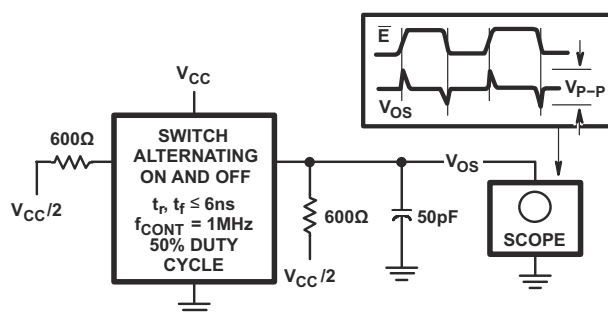 E
V_OS
V_P–P
V_CC
600Ω
V_CC/2
SWITCH
ALTERNATING
ON AND OFF
t_r, t_f ≤ 6ns
f_CONT = 1MHz
50% DUTY
CYCLE
600Ω
V_CC/2
50pF
V_OS
SCOPE